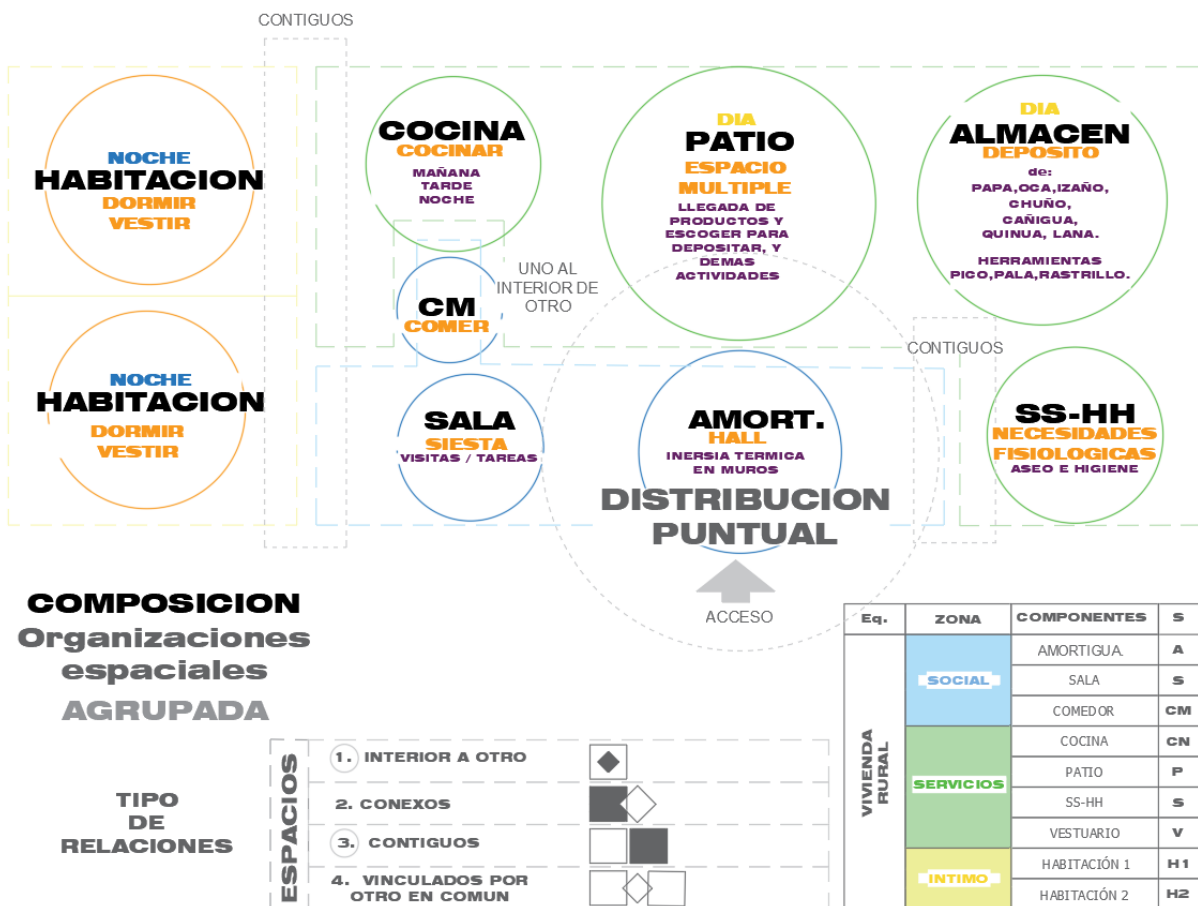 CONTIGUOS
NOCHE
HABITACION
DORMIR
VESTIR
COCINA
COCINAR
MAÑANA
TARDE
NOCHE
DIA
PATIO
ESPACIO
MULTIPLE
LLEGADA DE
PRODUCTOS Y
ESCOGER PARA
DEPOSITAR, Y
DEMAS
ACTIVIDADES
DIA
ALMACEN
DEPOSITO
de:
PAPA,OCA,IZAÑO,
CHUÑO,
CAÑIGUA,
QUINUA, LANA.
HERRAMIENTAS
PICO,PALA,RASTRILLO.
UNO AL
INTERIOR DE
OTRO
CM
COMER
CONTIGUOS
NOCHE
HABITACION
DORMIR
VESTIR
SALA
SIESTA
VISITAS / TAREAS
AMORT.
HALL
INERSIA TERMICA
EN MUROS
DISTRIBUCION
PUNTUAL
SS-HH
NECESIDADES
FISIOLOGICAS
ASEO E HIGIENE
ACCESO
COMPOSICION
Organizaciones
espaciales
AGRUPADA
TIPO
DE
RELACIONES
ESPACIOS
1. INTERIOR A OTRO
2. CONEXOS
3. CONTIGUOS
4. VINCULADOS POR
OTRO EN COMUN
Eq. ZONA COMPONENTES S
VIVIENDA
RURAL
SOCIAL
AMORTIGUA. A
SALA S
COMEDOR CM
SERVICIOS
COCINA CN
PATIO P
SS-HH S
VESTUARIO V
INTIMO
HABITACIÓN 1 H1
HABITACIÓN 2 H2